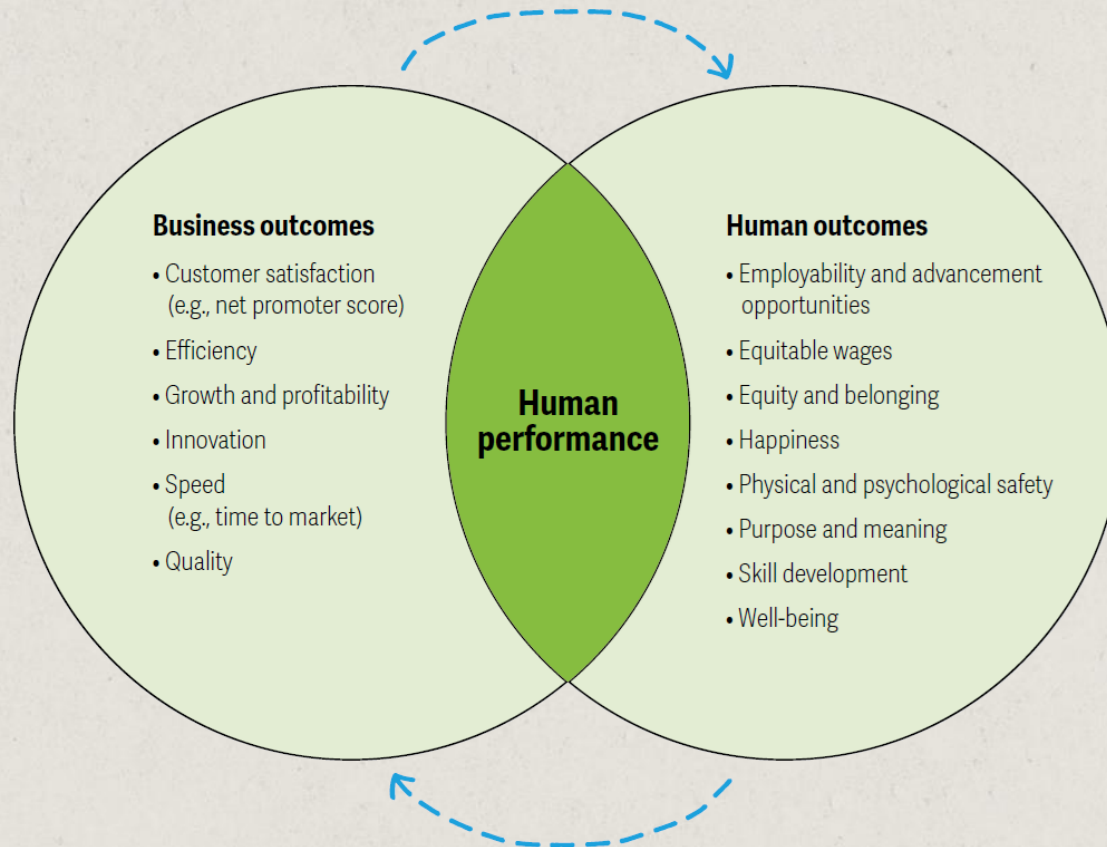 Business outcomes
• Customer satisfaction
(e.g., net promoter score)
• Efficiency
• Growth and profitability
• Innovation
• Speed
(e.g., time to market)
• Quality
Human
performance
Human outcomes
• Employability and advancement
opportunities
• Equitable wages
• Equity and belonging
• Happiness
• Physical and psychological safety
• Purpose and meaning
• Skill development
• Well-being